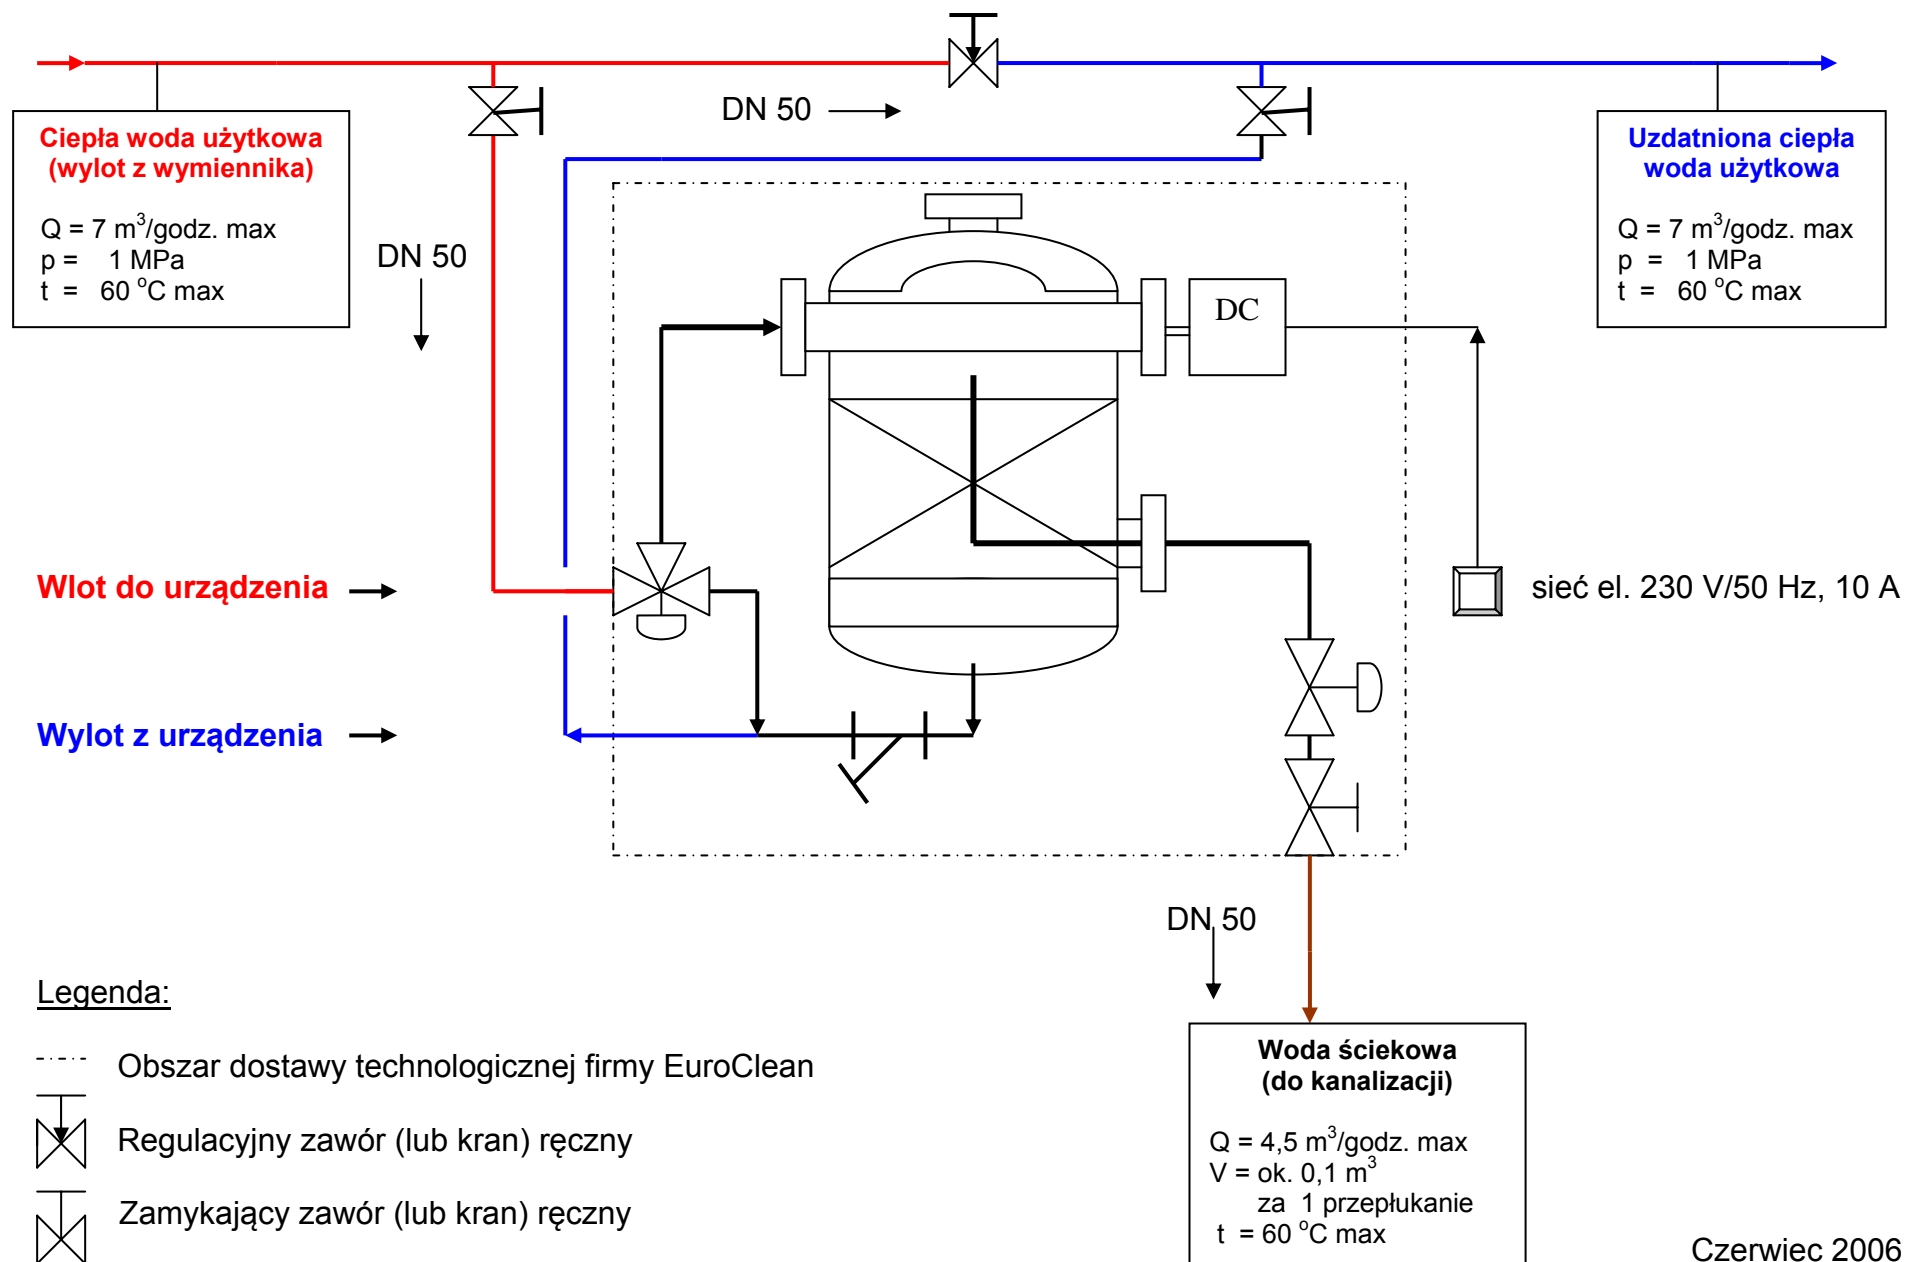 DN 50
Ciepła woda użytkowa
(wylot z wymiennika)
Q = 7 m³/godz. max
p = 1 MPa
t = 60 °C max
Uzdatniona ciepła
woda użytkowa
Q = 7 m³/godz. max
p = 1 MPa
t = 60 °C max
DN 50
DC
Wlot do urządzenia
sieć el. 230 V/50 Hz, 10 A
Wylot z urządzenia
DN 50
Woda ściekowa
(do kanalizacji)
Q = 4,5 m³/godz. max
V = ok. 0,1 m³
za 1 przepłukanie
t = 60 °C max
Legenda:
Obszar dostawy technologicznej firmy EuroClean
Regulacyjny zawór (lub kran) ręczny
Zamykający zawór (lub kran) ręczny
Czerwiec 2006